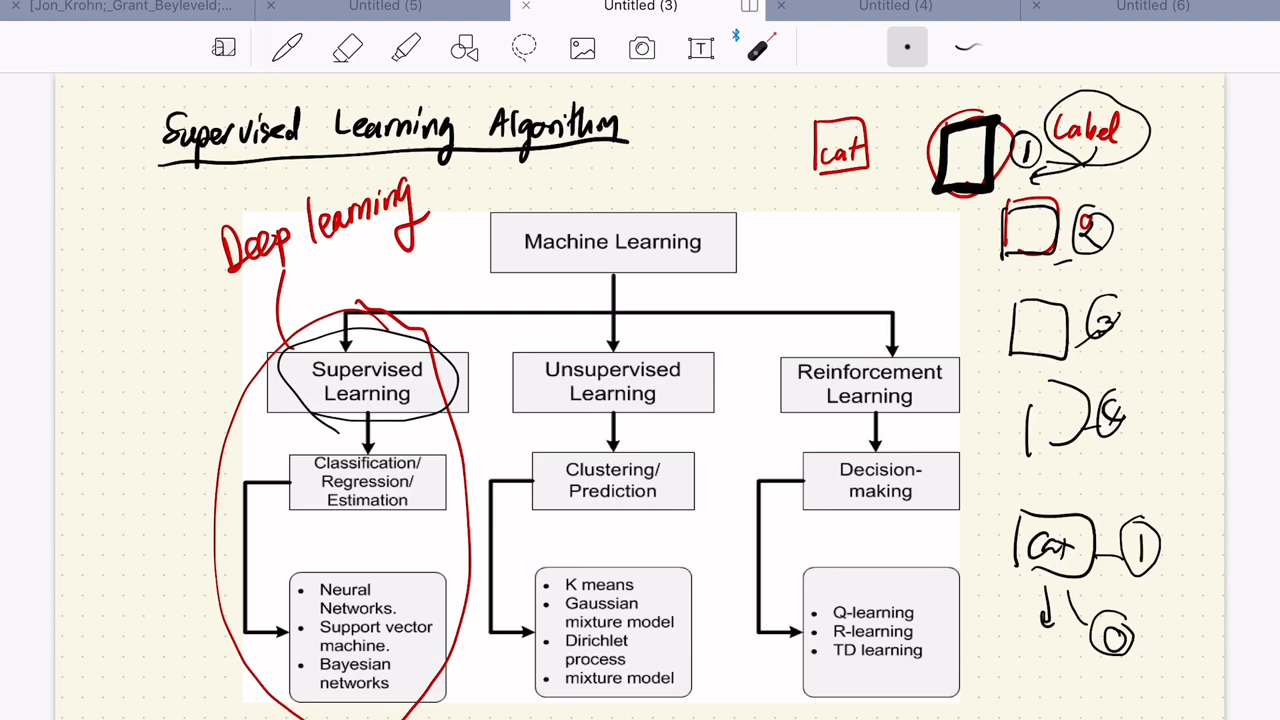 [Jon_Krohn;_Grant_Beyleveld;...
Untitled (5)
Untitled (3)
Untitled (4)
Untitled (6)
T
Supervised Learning Algorithm
cat
1
Label
Deep learning
2
3
4
Machine Learning
Supervised
Learning
Unsupervised
Learning
Reinforcement
Learning
Classification/
Regression/
Estimation
Clustering/
Prediction
Decision-
making
cat
1
0
• Neural
Networks.
• Support vector
machine.
• Bayesian
networks
• K means
• Gaussian
mixture model
• Dirichlet
process
• mixture model
• Q-learning
• R-learning
• TD learning